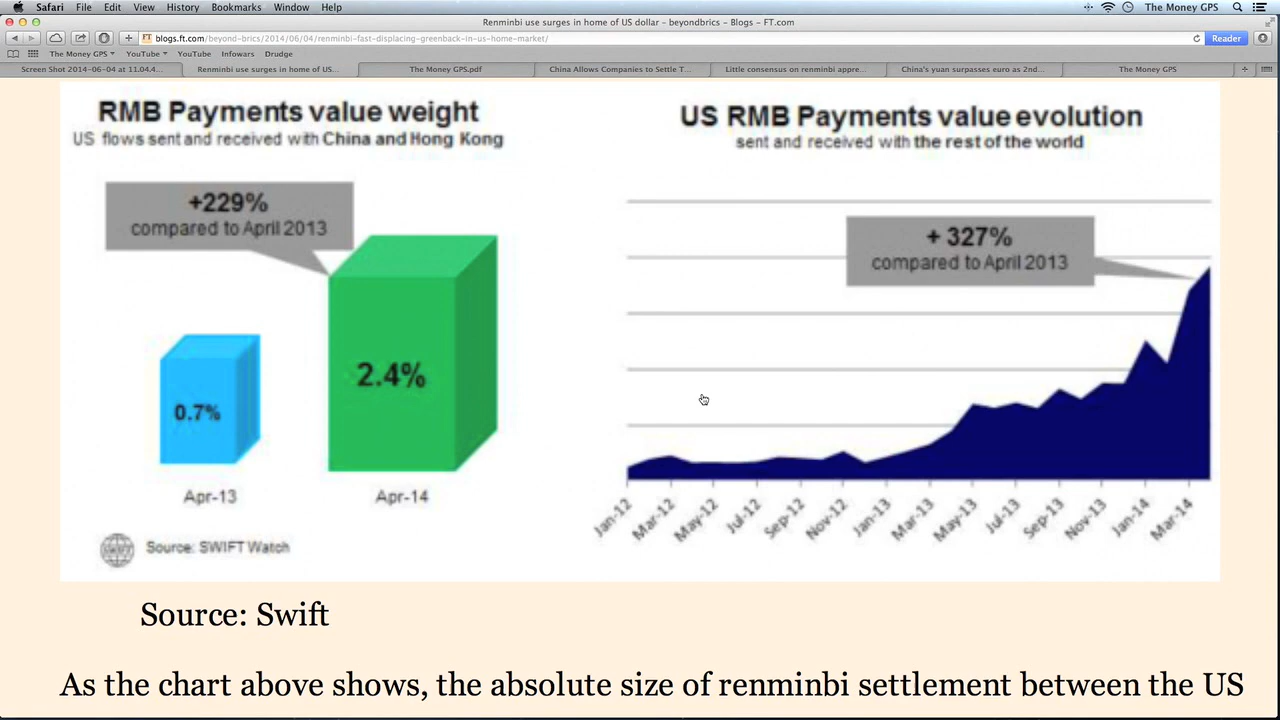 Safari File Edit View History Bookmarks Window Help The Money GPS
Renminbi use surges in home of US dollar – beyondbrics – Blogs – FT.com
FT blogs.ft.com/beyond-brics/2014/06/04/renminbi-fast-displacing-greenback-in-us-home-market/ Reader
The Money GPS YouTube YouTube Infowars Drudge
Screen Shot 2014-06-04 at 11.04.4... Renminbi use surges in home of US... The Money GPS.pdf China Allows Companies to Settle T... Little consensus on renminbi appre... China's yuan surpasses euro as 2nd... The Money GPS
RMB Payments value weight
US flows sent and received with China and Hong Kong
+229%
compared to April 2013
0.7%
2.4%
Apr-13 Apr-14
SWIFT Source: SWIFT Watch
US RMB Payments value evolution
sent and received with the rest of the world
+ 327%
compared to April 2013
Jan-12 Mar-12 May-12 Jul-12 Sep-12 Nov-12 Jan-13 Mar-13 May-13 Jul-13 Sep-13 Nov-13 Jan-14 Mar-14
Source: Swift
As the chart above shows, the absolute size of renminbi settlement between the US